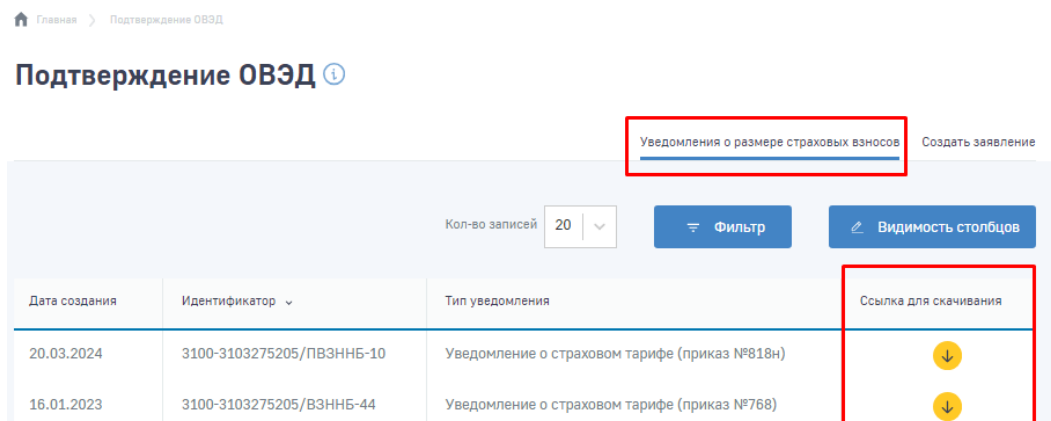 Главная 〉 Подтверждение ОВЭД
Подтверждение ОВЭД
Уведомления о размере страховых взносов Создать заявление
Кол-во записей 20 Фильтр Видимость столбцов
Дата создания Идентификатор Тип уведомления Ссылка для скачивания
20.03.2024 3100-3103275205/ПВЗННБ-10 Уведомление о страховом тарифе (приказ №818н)
16.01.2023 3100-3103275205/ВЗННБ-44 Уведомление о страховом тарифе (приказ №768)